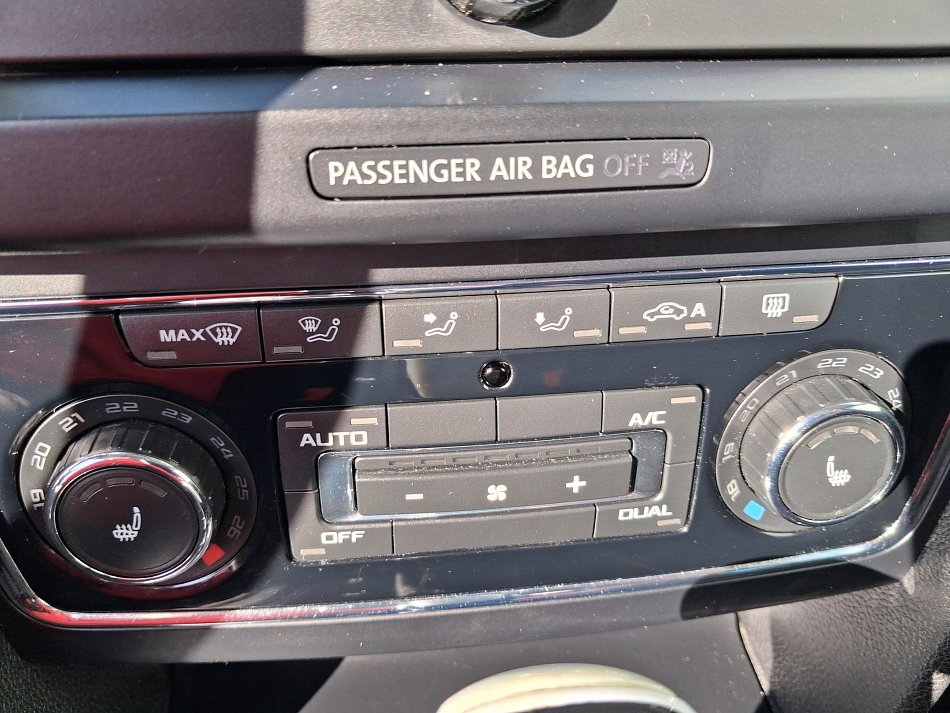 PASSENGER AIR BAG OFF
MAX
A
AUTO
A/C
- +
OFF
DUAL
19 20 21 22 23 24 25 26
18 19 20 21 22 23 24